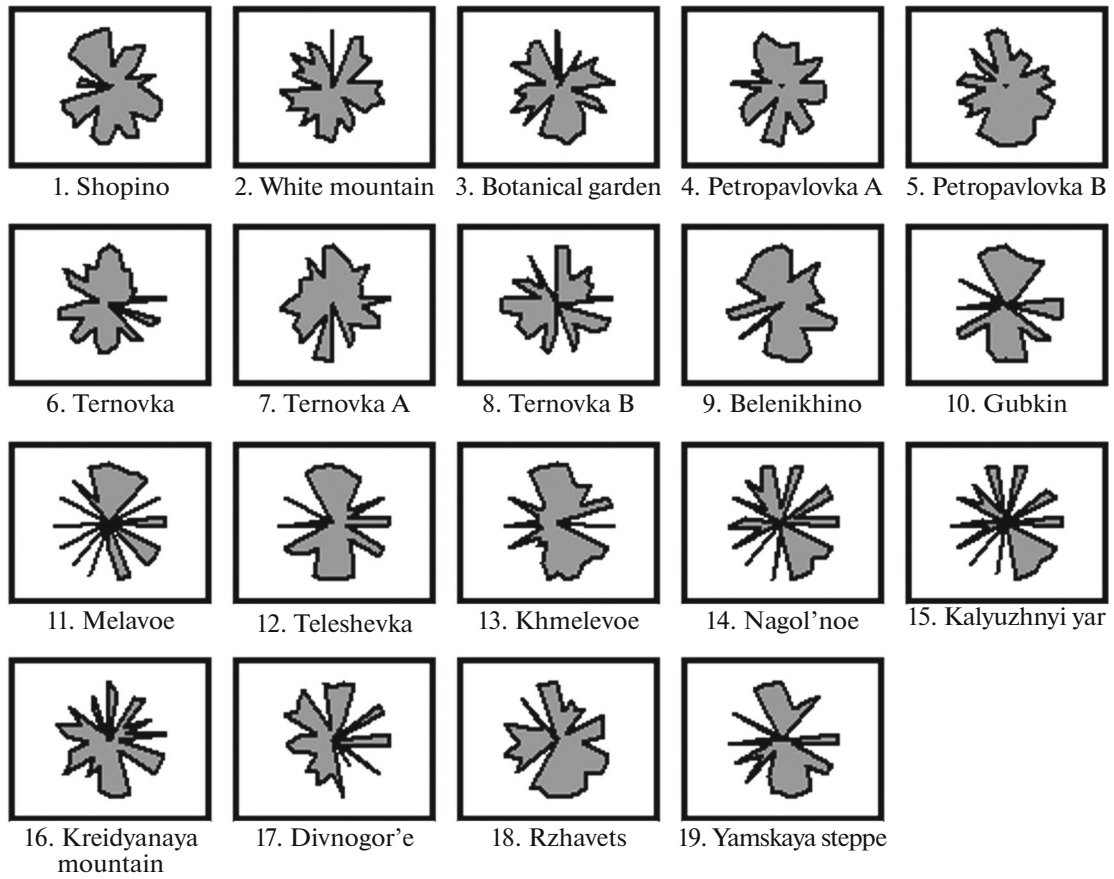 1. Shopino
2. White mountain
3. Botanical garden
4. Petropavlovka A
5. Petropavlovka B
6. Ternovka
7. Ternovka A
8. Ternovka B
9. Belenikhino
10. Gubkin
11. Melavoe
12. Teleshevka
13. Khmelevoe
14. Nagol’noe
15. Kalyuzhnyi yar
16. Kreidyanaya
mountain
17. Divnogor’e
18. Rzhavets
19. Yamskaya steppe